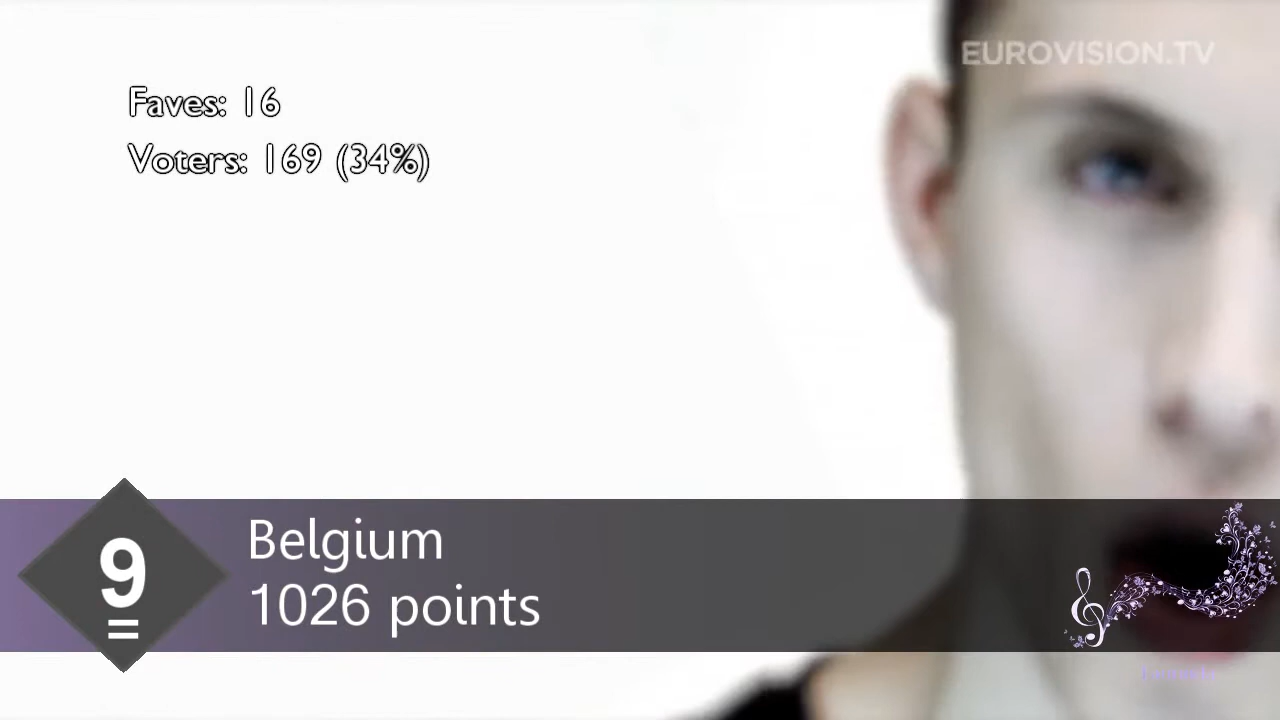 EUROVISION.TV
Faves: 16
Voters: 169 (34%)
9
=
Belgium
1026 points